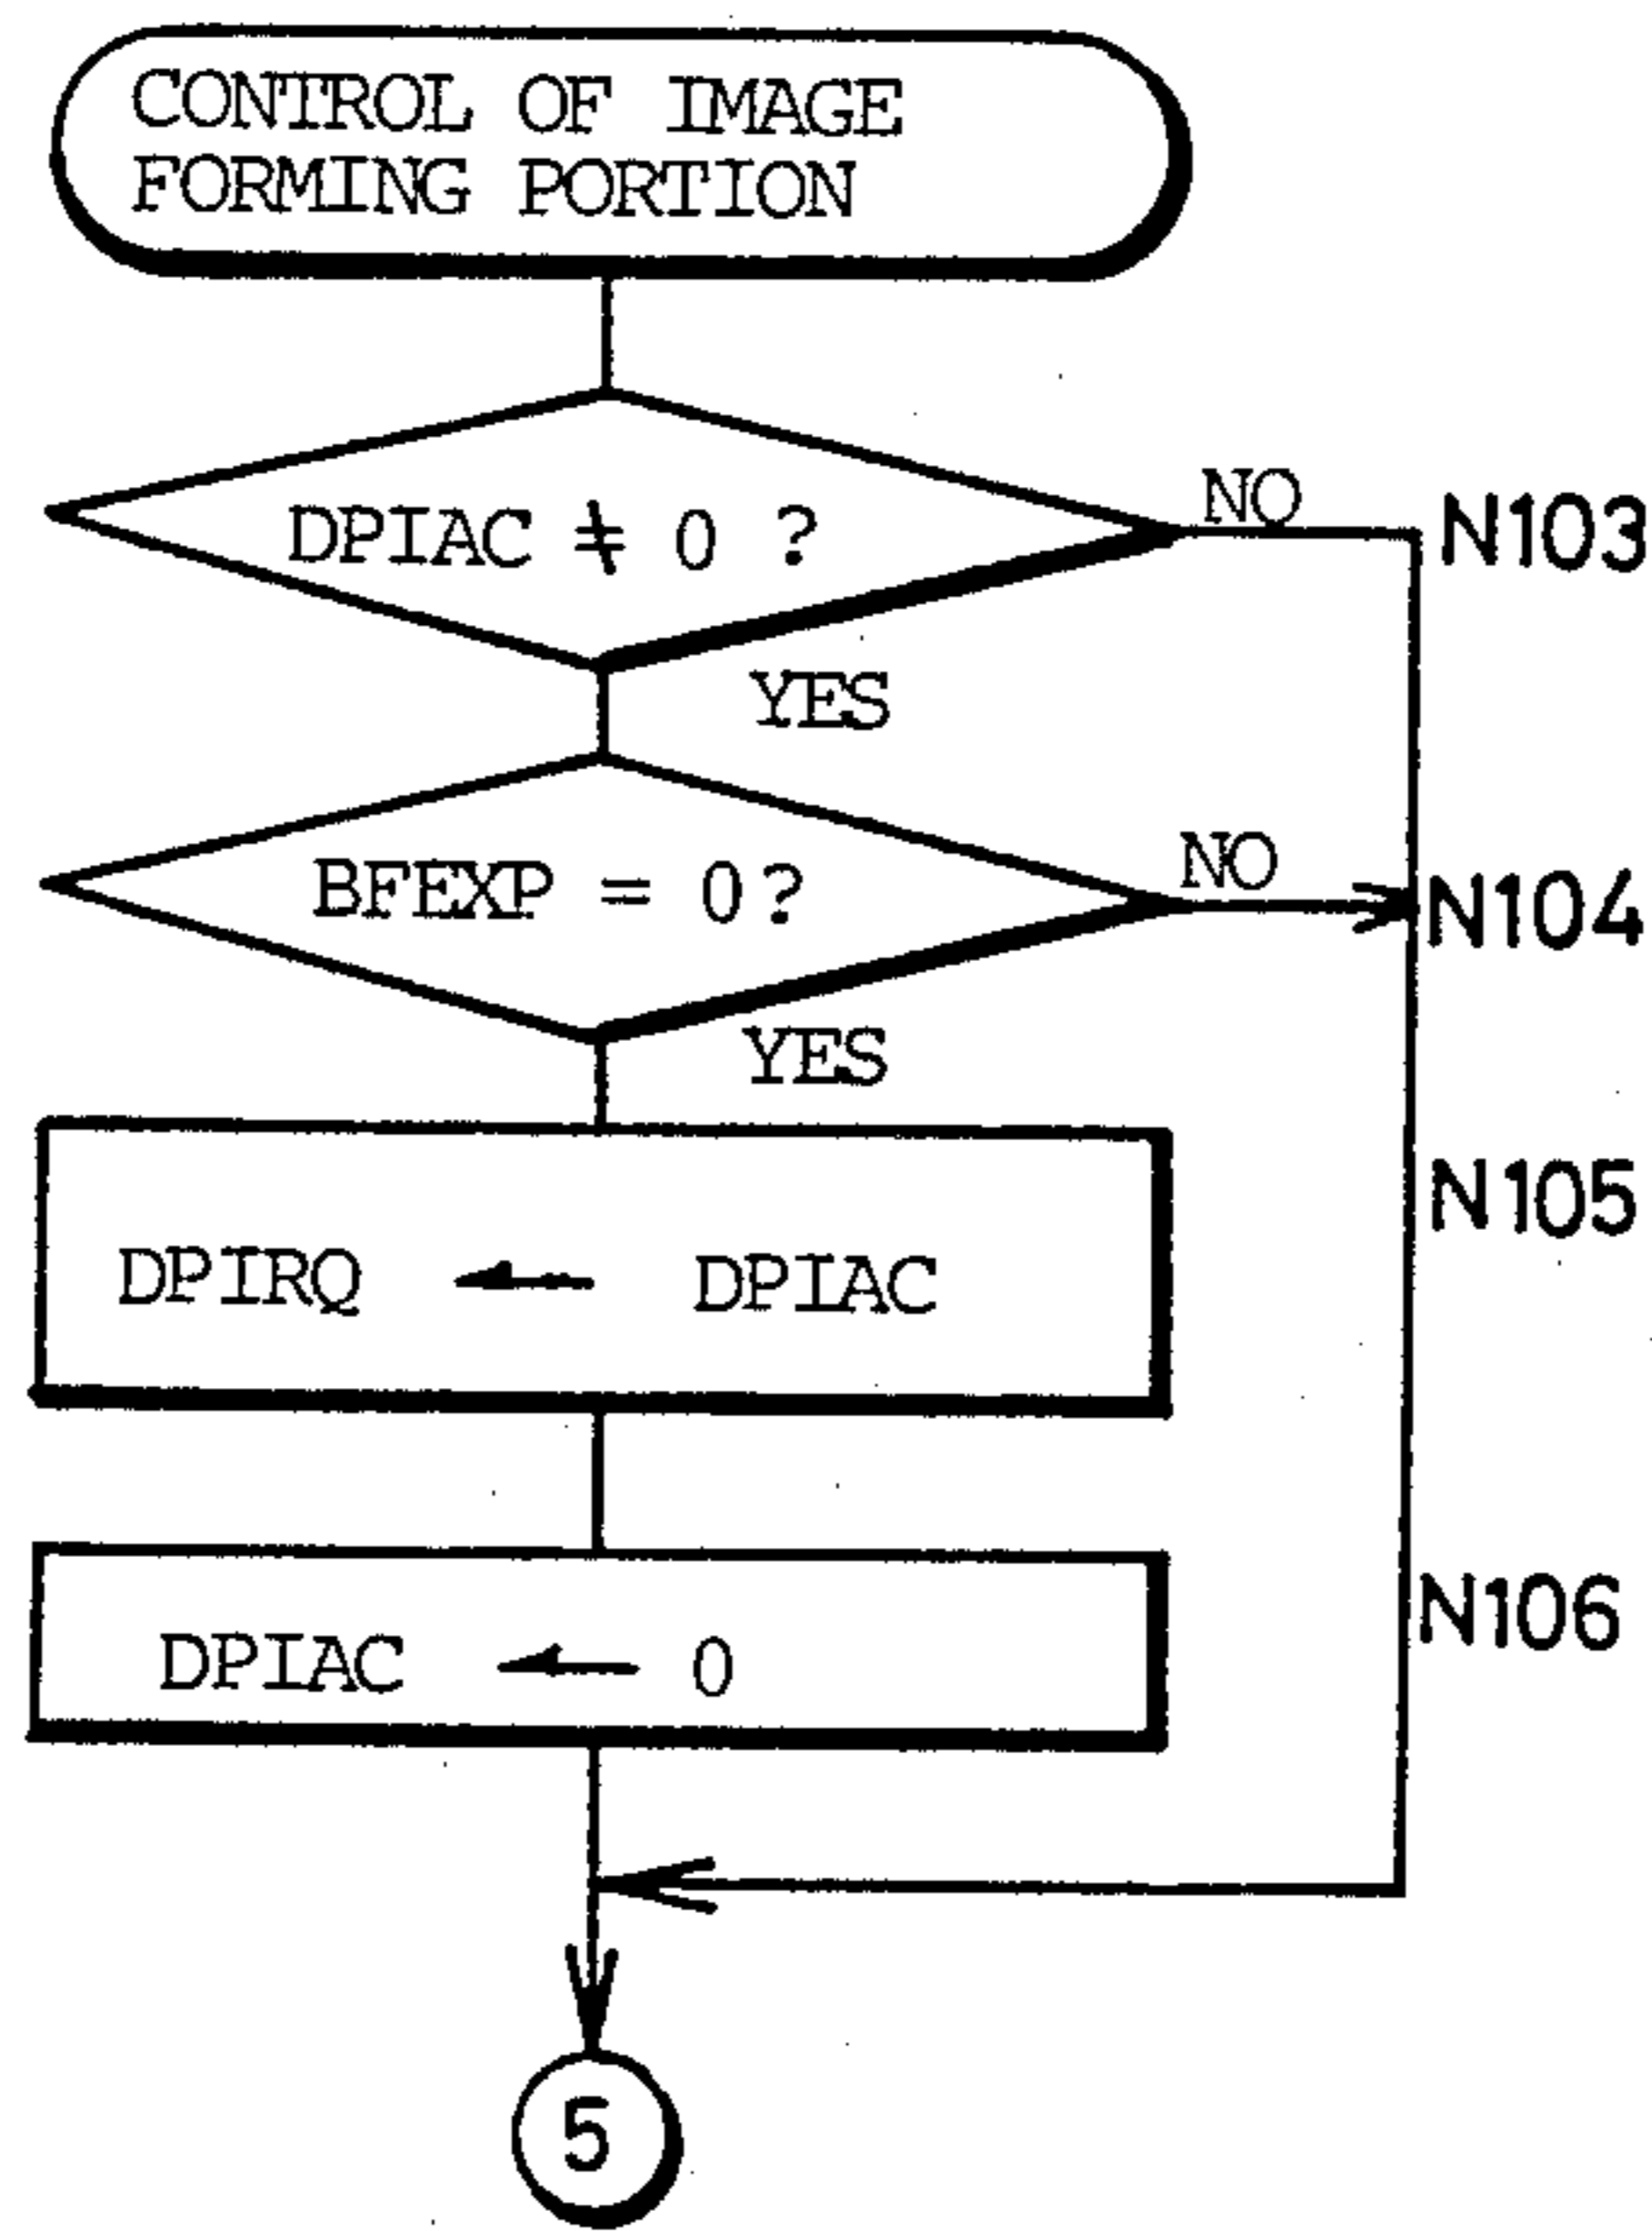 CONTROL OF IMAGE
FORMING PORTION
DPIAC ≠ 0 ?
NO
N103
YES
BFEXP = 0?
NO
N104
YES
N105
DPIRQ ← DPIAC
N106
DPIAC ← 0
5